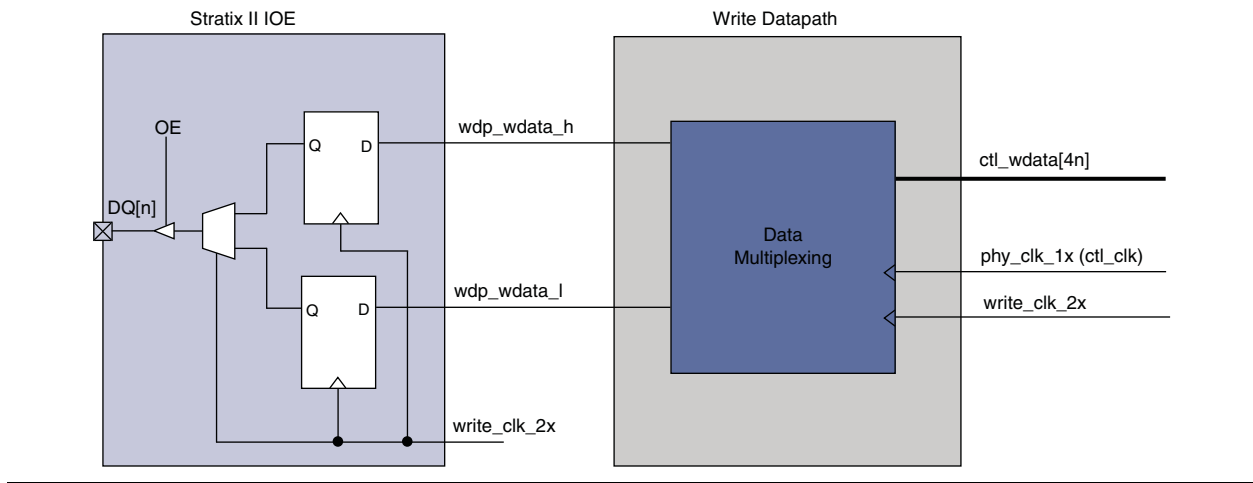 Stratix II IOE
Write Datapath
OE
DQ[n]
Q D
wdp_wdata_h
Q D
wdp_wdata_l
write_clk_2x
Data
Multiplexing
ctl_wdata[4n]
phy_clk_1x (ctl_clk)
write_clk_2x